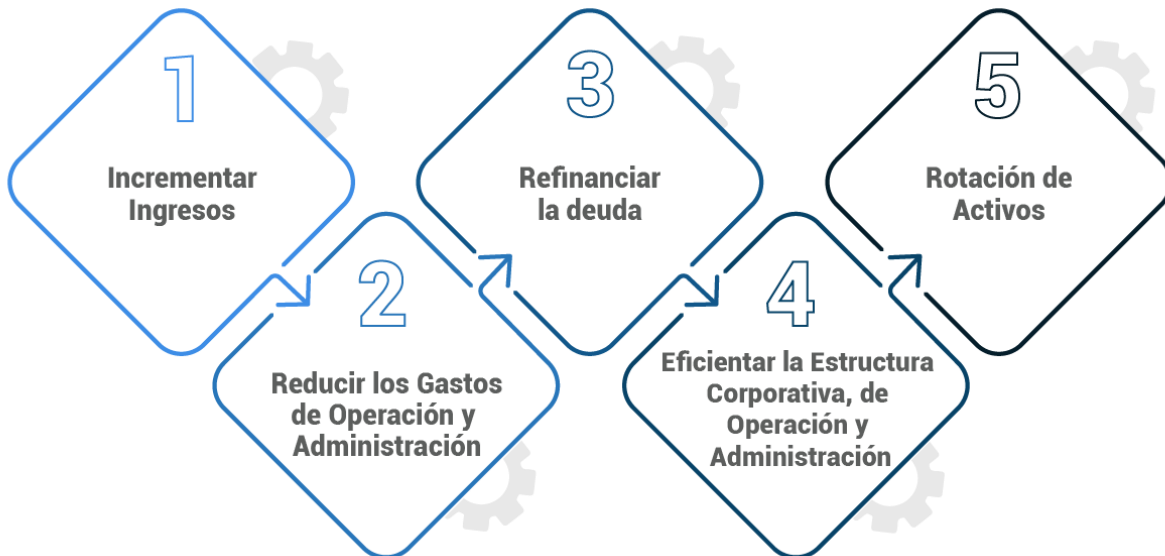 1
Incrementar
Ingresos
2
Reducir los Gastos
de Operación y
Administración
3
Refinanciar
la deuda
4
Eficientar la Estructura
Corporativa, de
Operación y
Administración
5
Rotación de
Activos